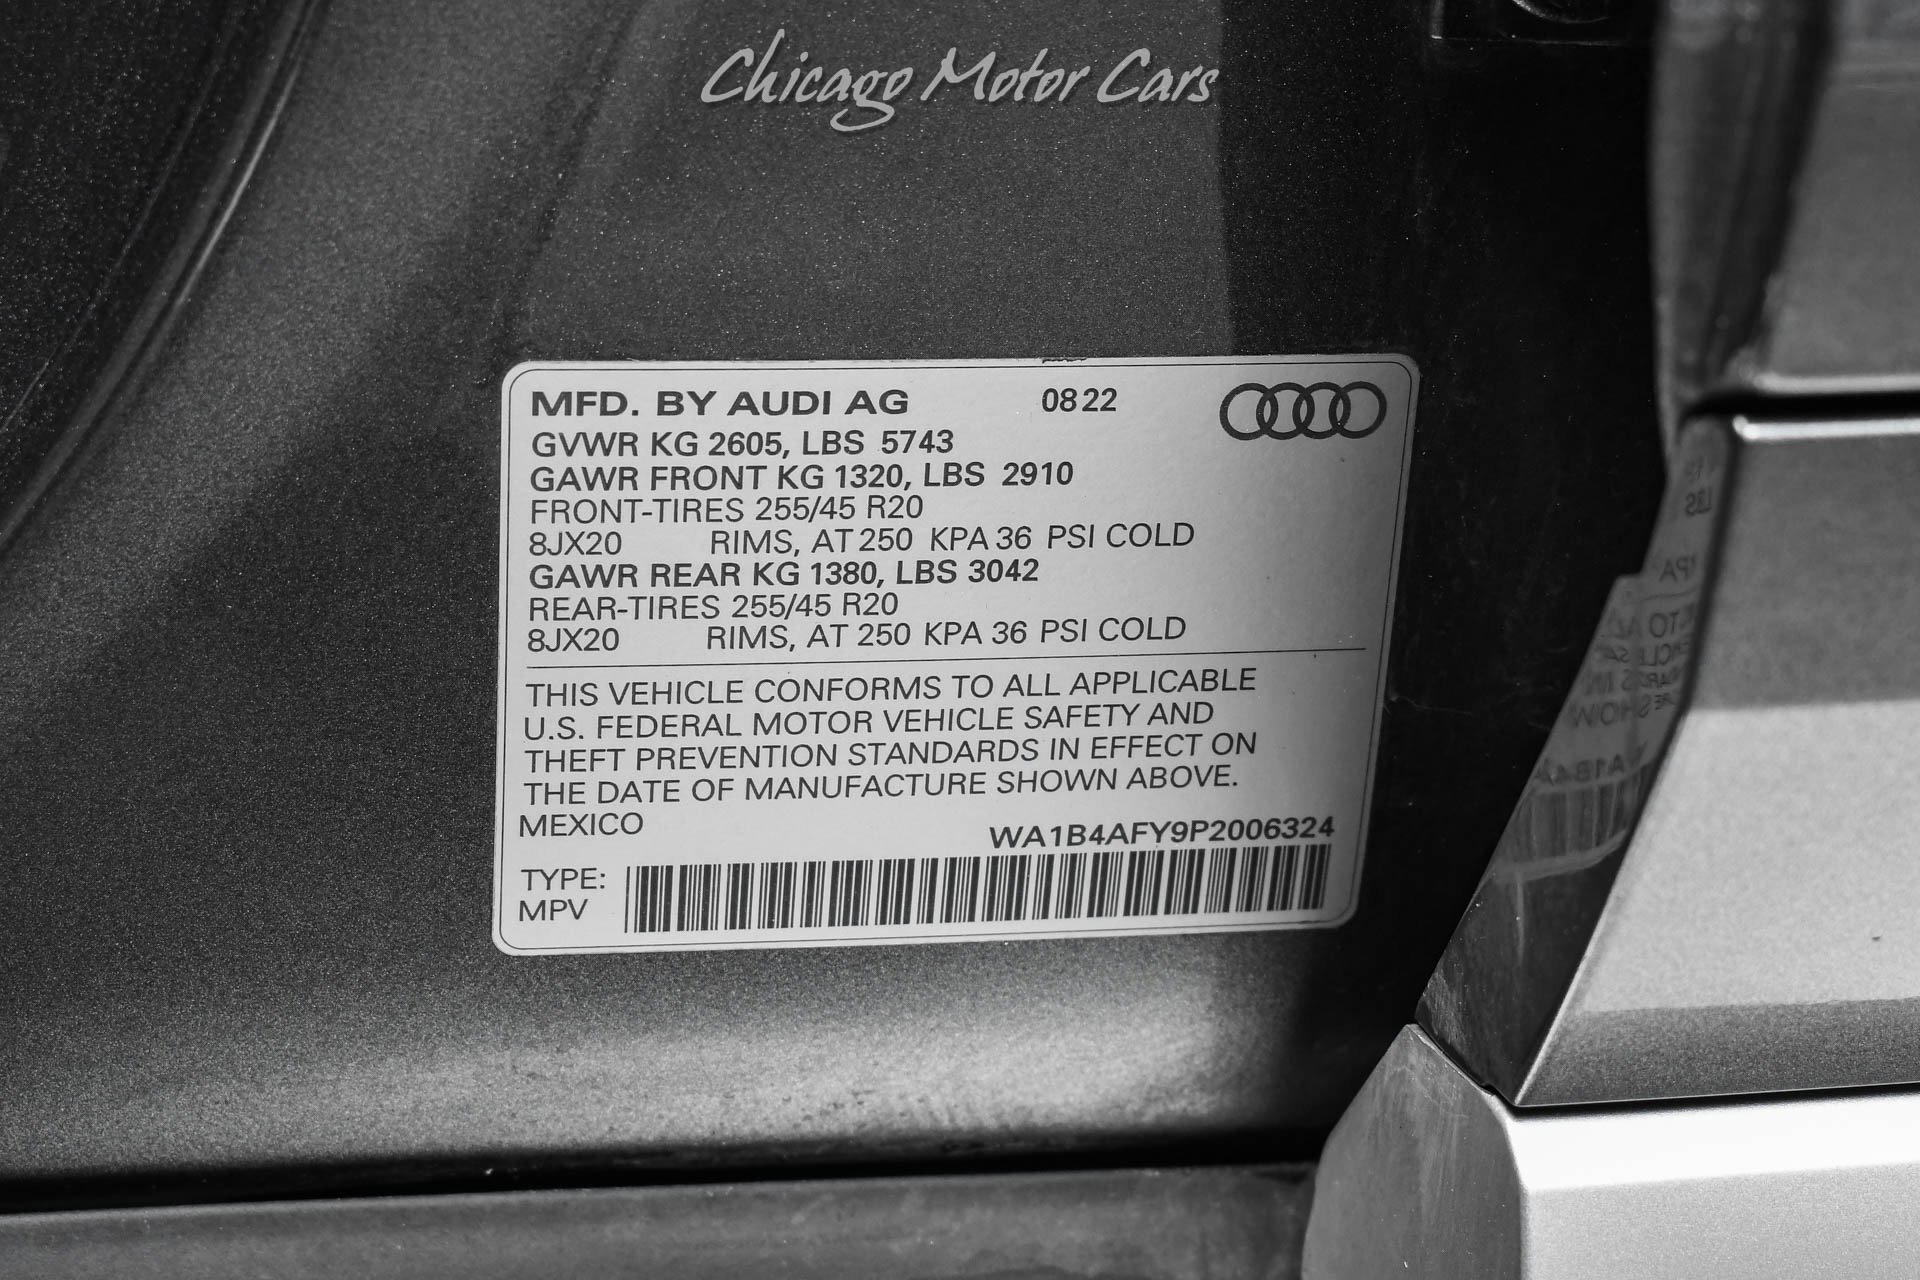 Chicago Motor Cars
MFD. BY AUDI AG 0822
GVWR KG 2605, LBS 5743
GAWR FRONT KG 1320, LBS 2910
FRONT-TIRES 255/45 R20
8JX20 RIMS, AT 250 KPA 36 PSI COLD
GAWR REAR KG 1380, LBS 3042
REAR-TIRES 255/45 R20
8JX20 RIMS, AT 250 KPA 36 PSI COLD
THIS VEHICLE CONFORMS TO ALL APPLICABLE
U.S. FEDERAL MOTOR VEHICLE SAFETY AND
THEFT PREVENTION STANDARDS IN EFFECT ON
THE DATE OF MANUFACTURE SHOWN ABOVE.
MEXICO
WA1B4AFY9P2006324
TYPE:
MPV